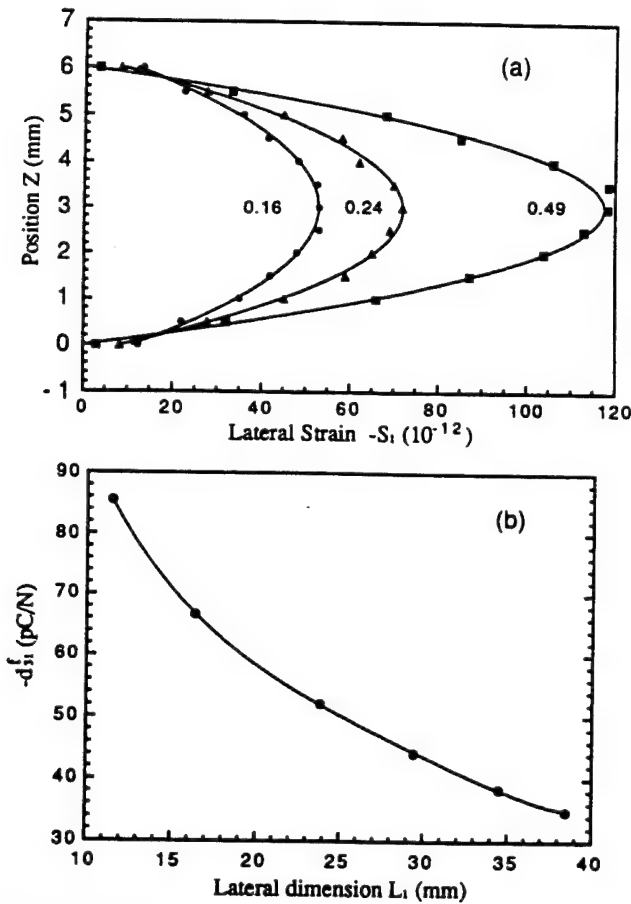 (a)
7
6
5
4
3
2
1
0
-1
Position Z (mm)
0.16
0.24
0.49
0 20 40 60 80 100 120
Lateral Strain -S₁ (10⁻¹²)
(b)
90
80
70
60
50
40
30
-dᶠ₃₁ (pC/N)
10 15 20 25 30 35 40
Lateral dimension L₁ (mm)